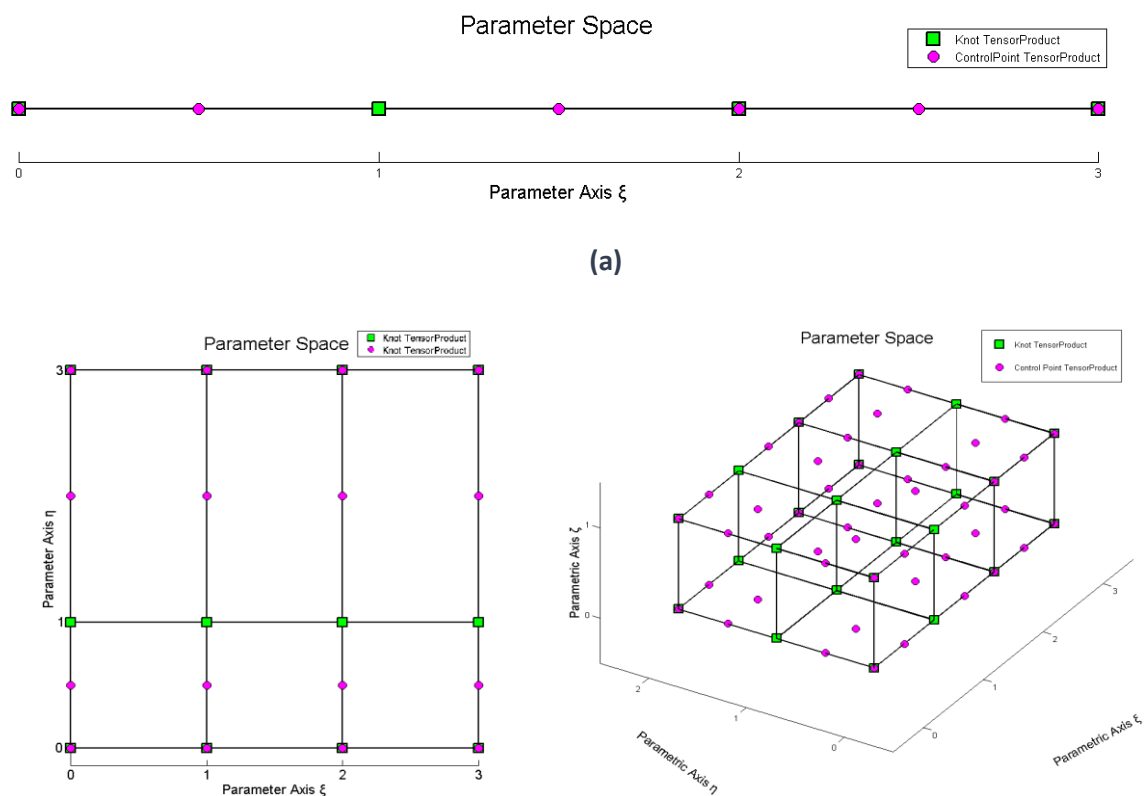 Parameter Space
Knot TensorProduct
ControlPoint TensorProduct
0 1 2 3
Parameter Axis ξ
(a)
Parameter Space
Knot TensorProduct
Knot TensorProduct
3
1
0
Parameter Axis η
0 1 2 3
Parameter Axis ξ
Parameter Space
Knot TensorProduct
Control Point TensorProduct
1
0
Parametric Axis ζ
2
1
0
Parametric Axis η
0
1
2
3
Parametric Axis ξ